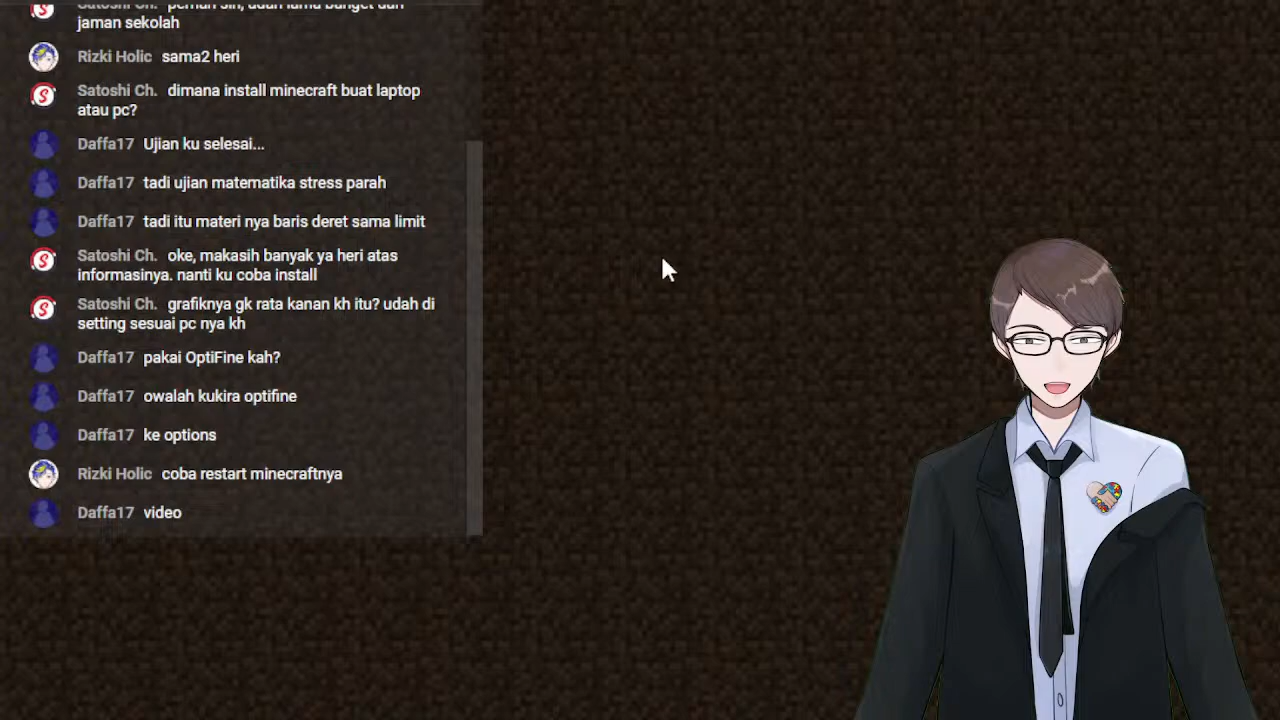 jaman sekolah
Rizki Holic sama2 heri
Satoshi Ch. dimana install minecraft buat laptop
atau pc?
Daffa17 Ujian ku selesai...
Daffa17 tadi ujian matematika stress parah
Daffa17 tadi itu materi nya baris deret sama limit
Satoshi Ch. oke, makasih banyak ya heri atas
informasinya. nanti ku coba install
Satoshi Ch. grafiknya gk rata kanan kh itu? udah di
setting sesuai pc nya kh
Daffa17 pakai OptiFine kah?
Daffa17 owalah kukira optifine
Daffa17 ke options
Rizki Holic coba restart minecraftnya
Daffa17 video